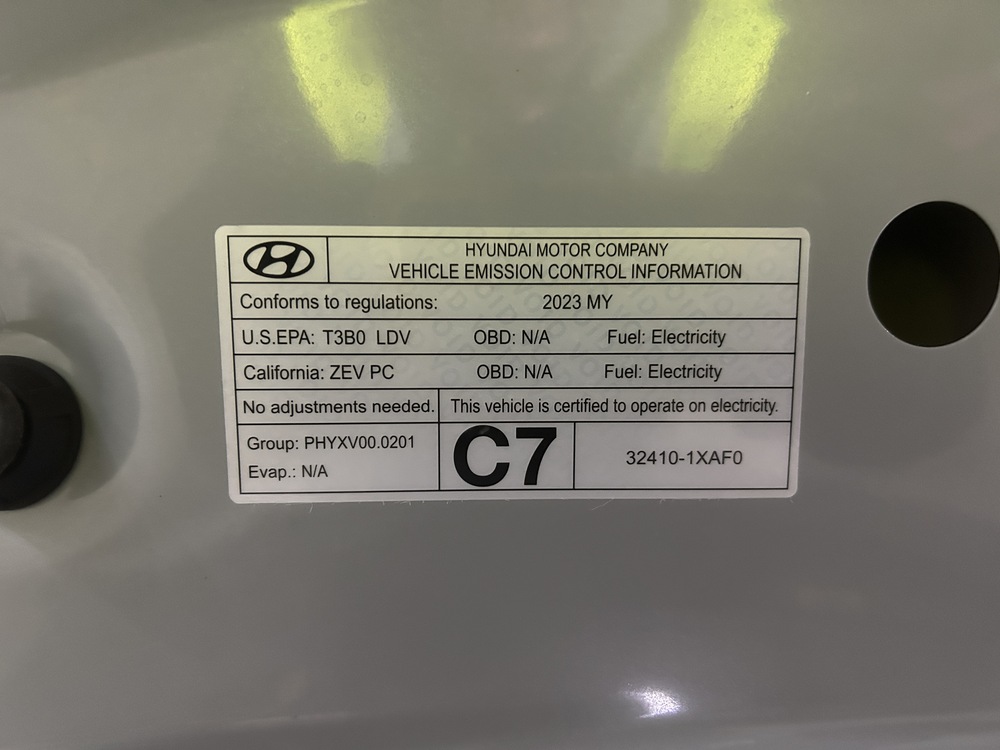 HYUNDAI MOTOR COMPANY
VEHICLE EMISSION CONTROL INFORMATION
Conforms to regulations: 2023 MY
U.S.EPA: T3B0 LDV OBD: N/A Fuel: Electricity
California: ZEV PC OBD: N/A Fuel: Electricity
No adjustments needed. This vehicle is certified to operate on electricity.
Group: PHYXV00.0201
Evap.: N/A
C7
32410-1XAF0